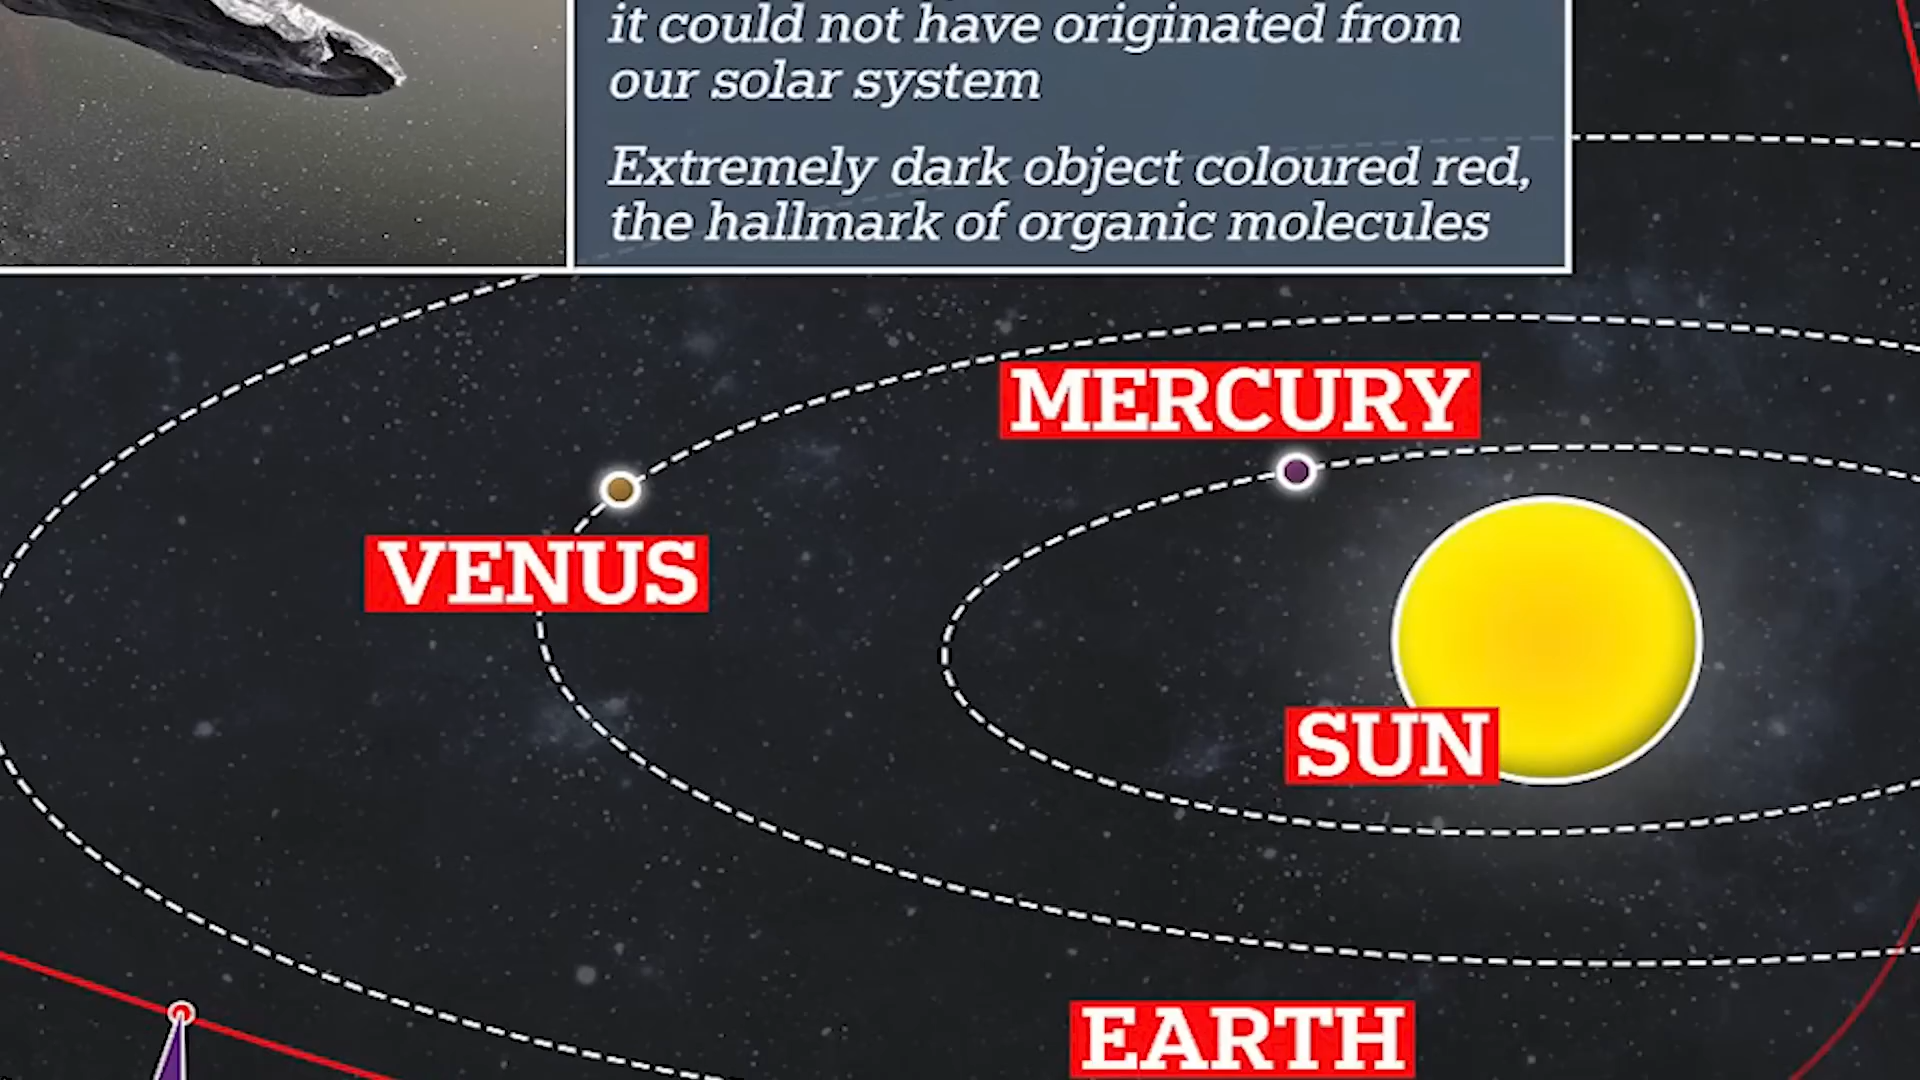 it could not have originated from
our solar system
Extremely dark object coloured red,
the hallmark of organic molecules
MERCURY
VENUS
SUN
EARTH